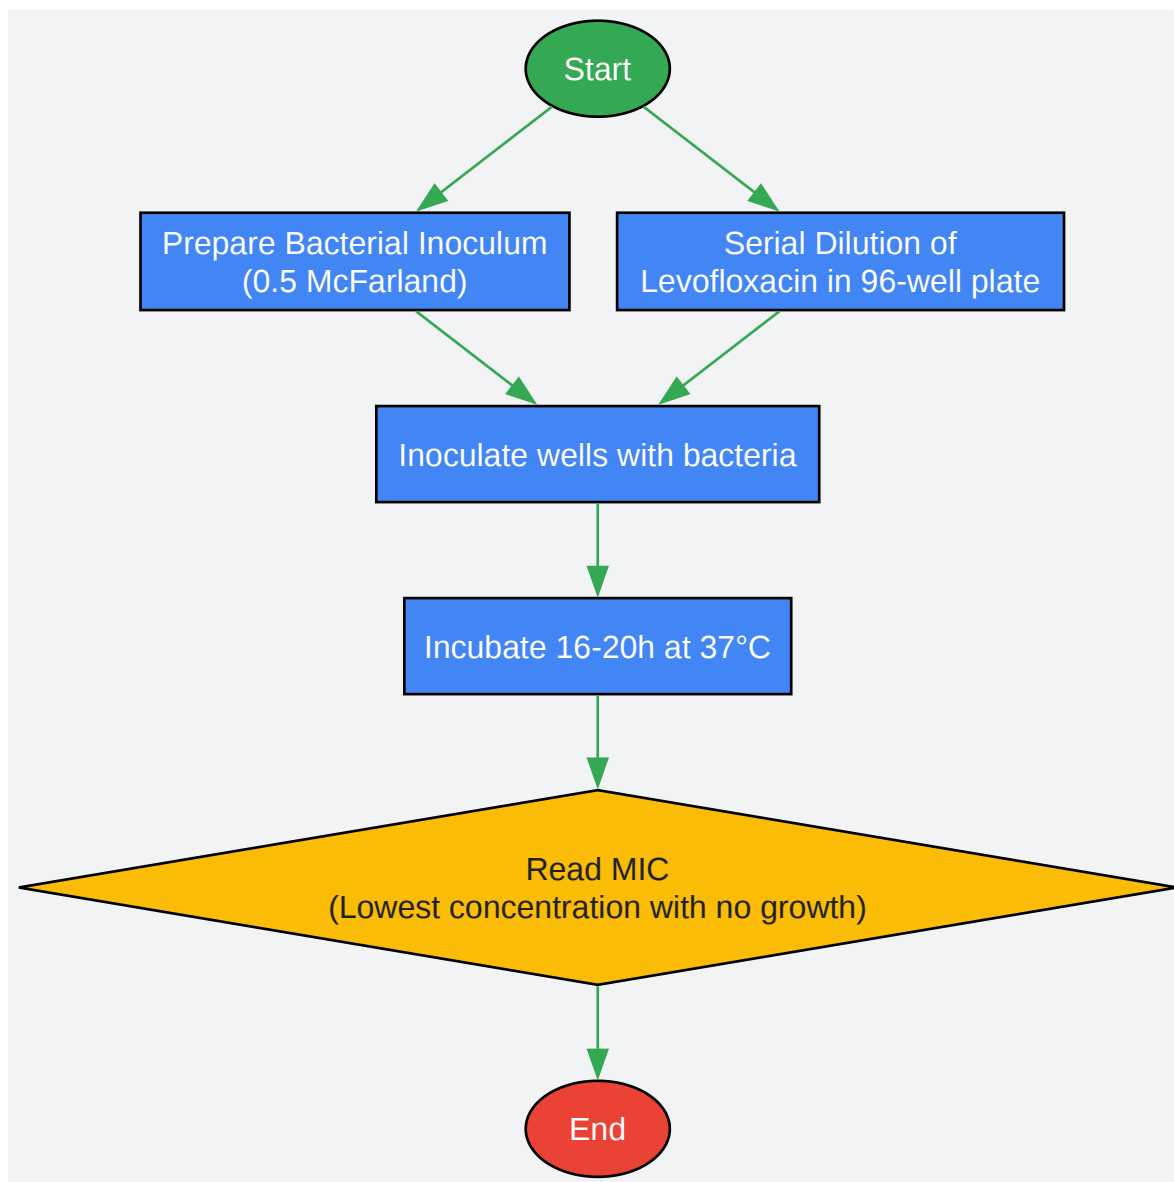 Start
Prepare Bacterial Inoculum
(0.5 McFarland)
Serial Dilution of
Levofloxacin in 96-well plate
Inoculate wells with bacteria
Incubate 16-20h at 37°C
Read MIC
(Lowest concentration with no growth)
End